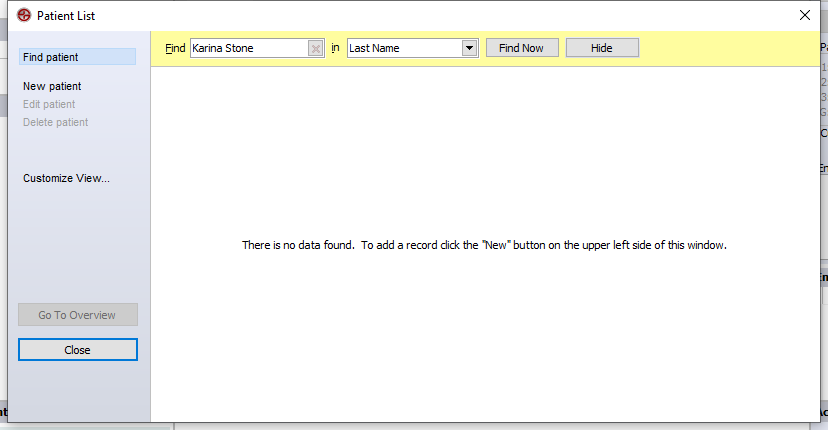 Patient List
Find patient
New patient
Edit patient
Delete patient
Customize View...
Go To Overview
Close
Find Karina Stone in Last Name Find Now Hide
There is no data found. To add a record click the "New" button on the upper left side of this window.